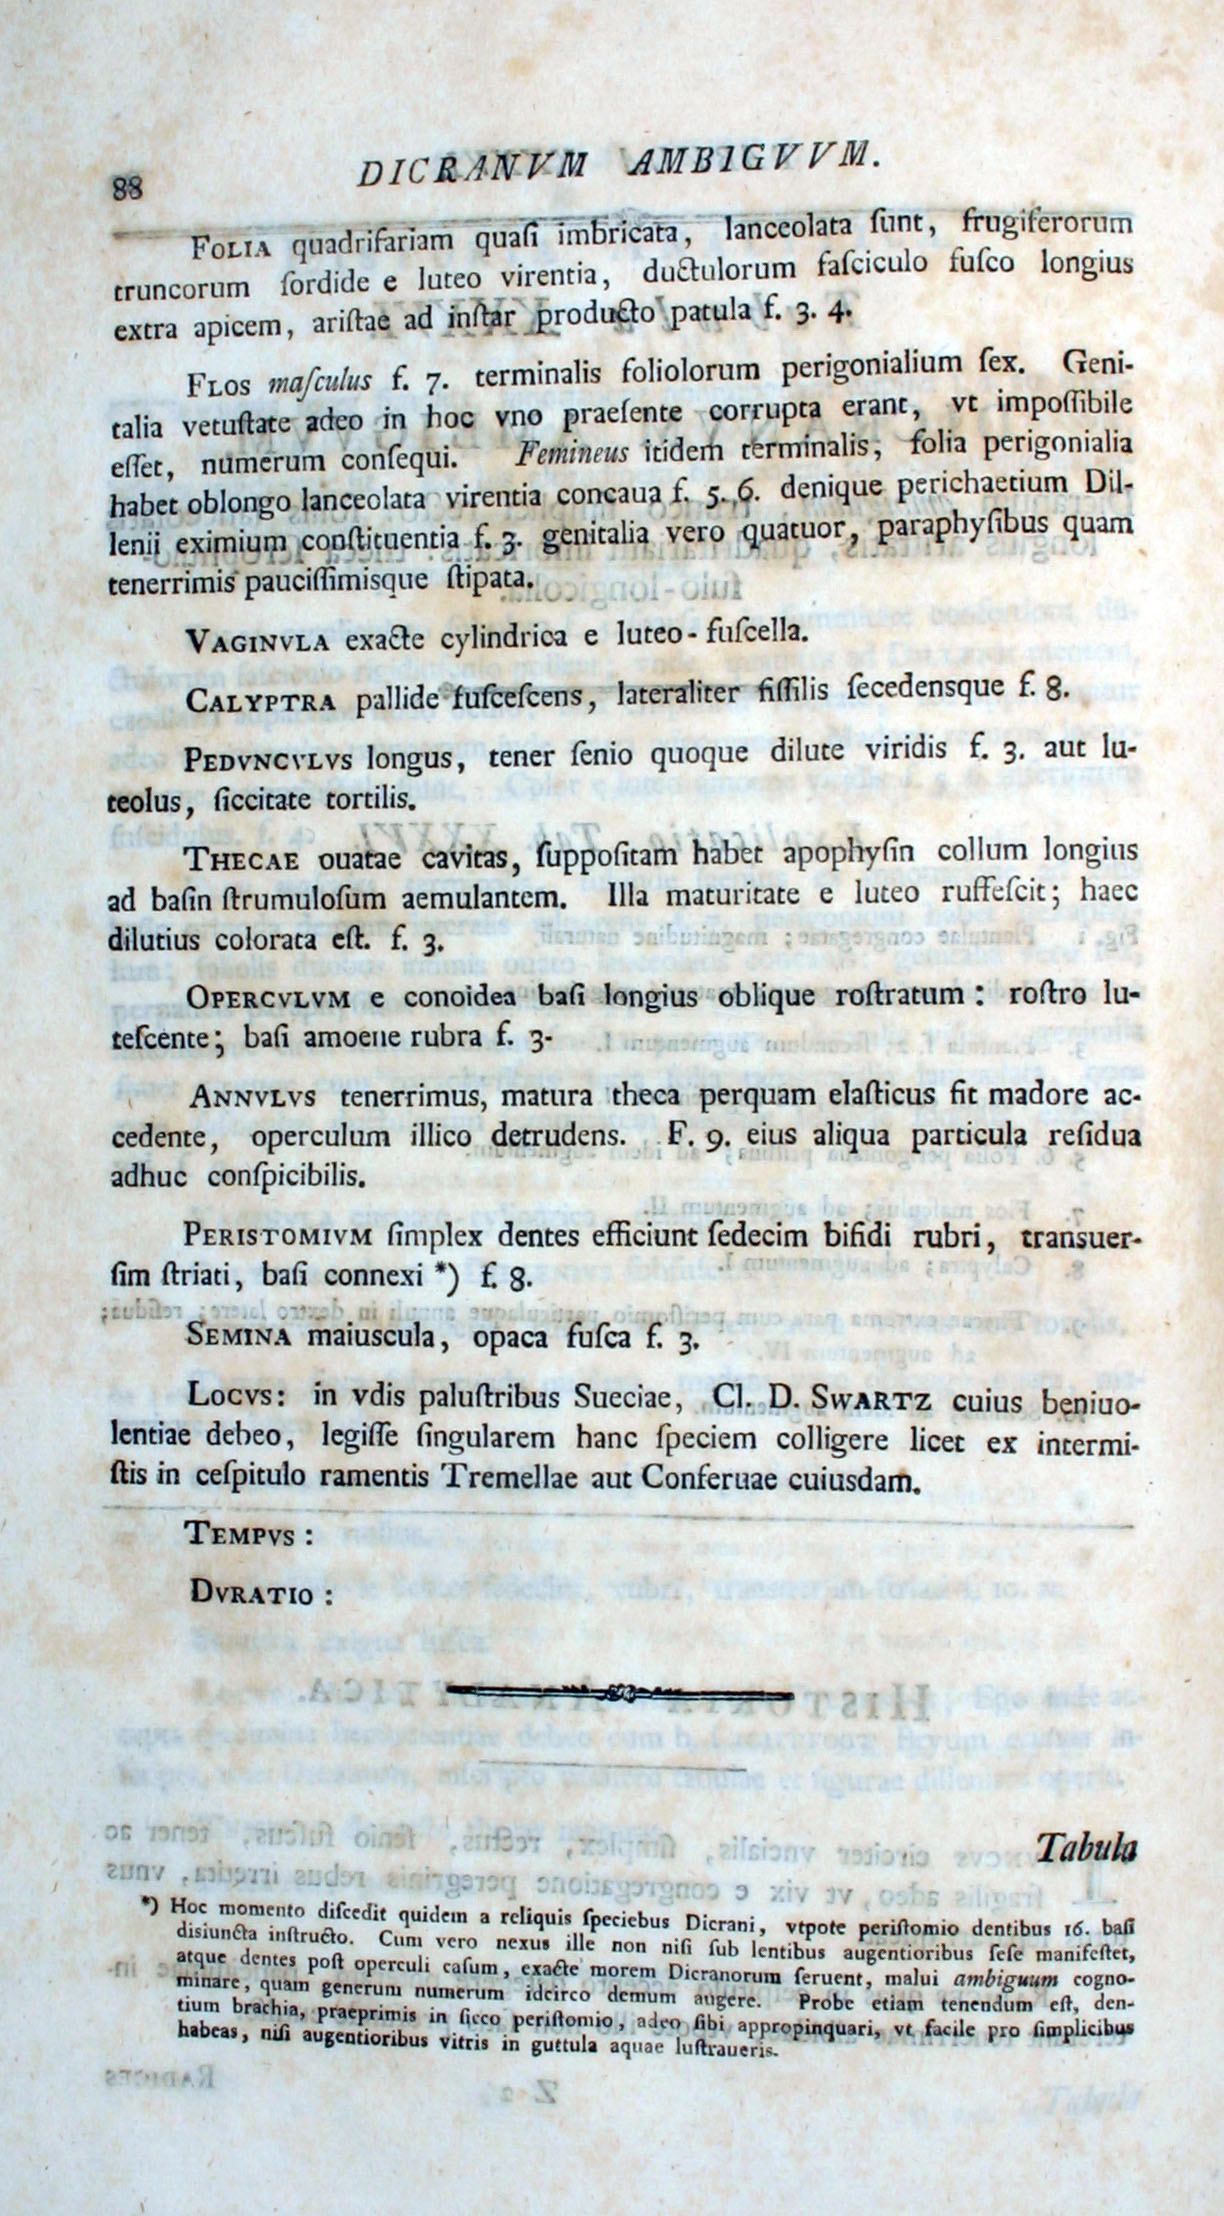 88
DICRANVM AMBIGVVM.
FOLIA quadrifariam quaſi imbricata, lanceolata ſunt, frugiferorum
truncorum ſordide e luteo virentia, ductulorum faſciculo fuſco longius
extra apicem, ariſtae ad inſtar producto patula f. 3. 4.
FLOS maſculus f. 7. terminalis foliolorum perigonialium ſex. Geni-
talia vetuſtate adeo in hoc vno praeſente corrupta erant, vt impoſſibile
eſſet, numerum conſequi. Femineus itidem terminalis, folia perigonialia
habet oblongo lanceolata virentia concaua f. 5. 6. denique perichaetium Dil-
lenii eximium conſtituentia f. 3. genitalia vero quatuor, paraphyſibus quam
tenerrimis pauciſſimisque ſtipata.
VAGINVLA exacte cylindrica e luteo-fuſcella.
CALYPTRA pallide fuſceſcens, lateraliter fiſſilis ſecedensque f. 8.
PEDVNCVLVS longus, tener ſenio quoque dilute viridis f. 3. aut lu-
teolus, ſiccitate tortilis.
THECAE ouatae cavitas, ſuppoſitam habet apophyſin collum longius
ad baſin ſtrumuloſum aemulantem. Illa maturitate e luteo ruffeſcit; haec
dilutius colorata eſt. f. 3.
OPERCVLVM e conoidea baſi longius oblique roſtratum: roſtro lu-
teſcente; baſi amoene rubra f. 3-
ANNVLVS tenerrimus, matura theca perquam elaſticus fit madore ac-
cedente, operculum illico detrudens. F. 9. eius aliqua particula reſidua
adhuc conſpicibilis.
PERISTOMIVM ſimplex dentes efficiunt ſedecim bifidi rubri, transuer-
ſim ſtriati, baſi connexi *) f. 8.
SEMINA maiuscula, opaca fuſca f. 3.
LOCVS: in vdis paluſtribus Sueciae, Cl. D. SWARTZ cuius beniuo-
lentiae debeo, legiſſe ſingularem hanc ſpeciem colligere licet ex intermi-
ſtis in ceſpitulo ramentis Tremellae aut Conferuae cuiusdam.
TEMPVS:
DVRATIO:
Tabula
*) Hoc momento diſcedit quidem a reliquis ſpeciebus Dicrani, vtpote periſtomio dentibus 16. baſi
disiuncta inſtructo. Cum vero nexus ille non niſi ſub lentibus augentioribus ſeſe manifeſtet,
atque dentes poſt operculi caſum, exacte morem Dicranorum ſeruent, malui ambiguum cogno-
minare, quam generum numerum idcirco demum augere. Probe etiam tenendum eſt, den-
tium brachia, praeprimis in ſicco periſtomio, adeo ſibi appropinquari, vt facile pro ſimplicibus
habeas, niſi augentioribus vitris in guttula aquae luſtraueris.